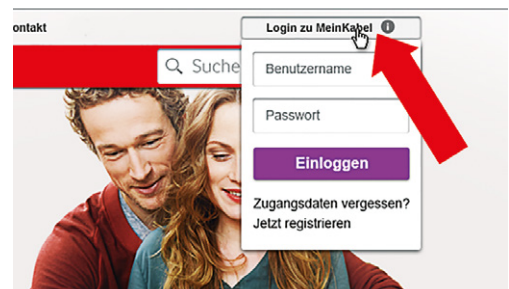 ontakt
Login zu MeinKabel
Suche
Benutzername
Passwort
Einloggen
Zugangsdaten vergessen?
Jetzt registrieren